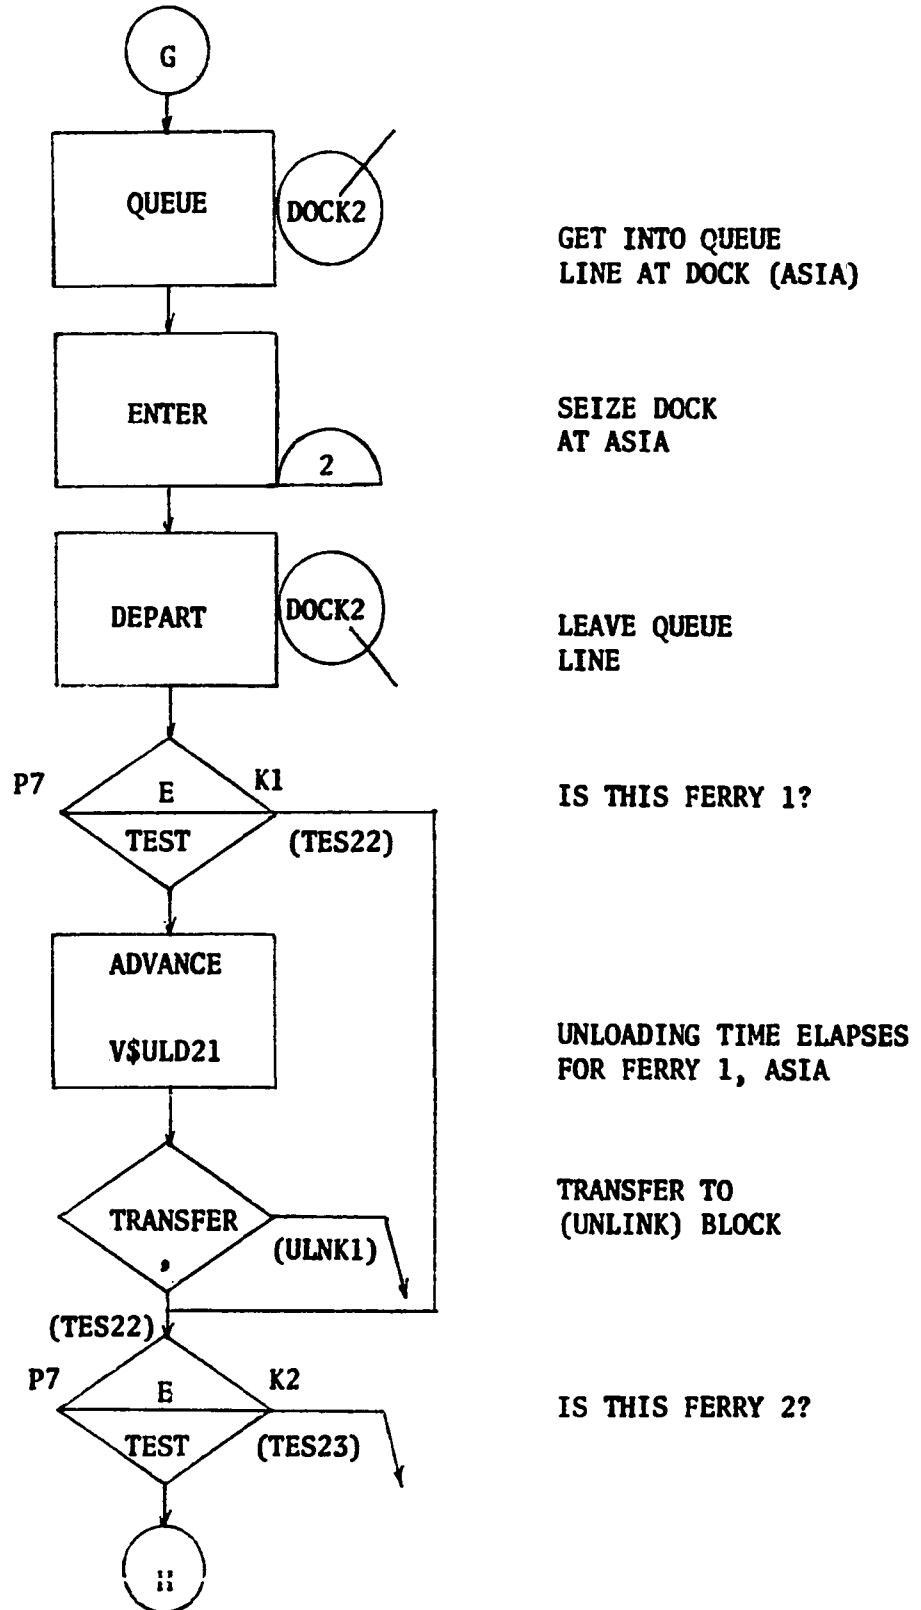 G
QUEUE
DOCK2
GET INTO QUEUE
LINE AT DOCK (ASIA)
ENTER
2
SEIZE DOCK
AT ASIA
DEPART
DOCK2
LEAVE QUEUE
LINE
P7
E
K1
TEST
(TES22)
IS THIS FERRY 1?
ADVANCE
V$ULD21
UNLOADING TIME ELAPSES
FOR FERRY 1, ASIA
TRANSFER
,
(ULNK1)
TRANSFER TO
(UNLINK) BLOCK
(TES22)
P7
E
K2
TEST
(TES23)
IS THIS FERRY 2?
H